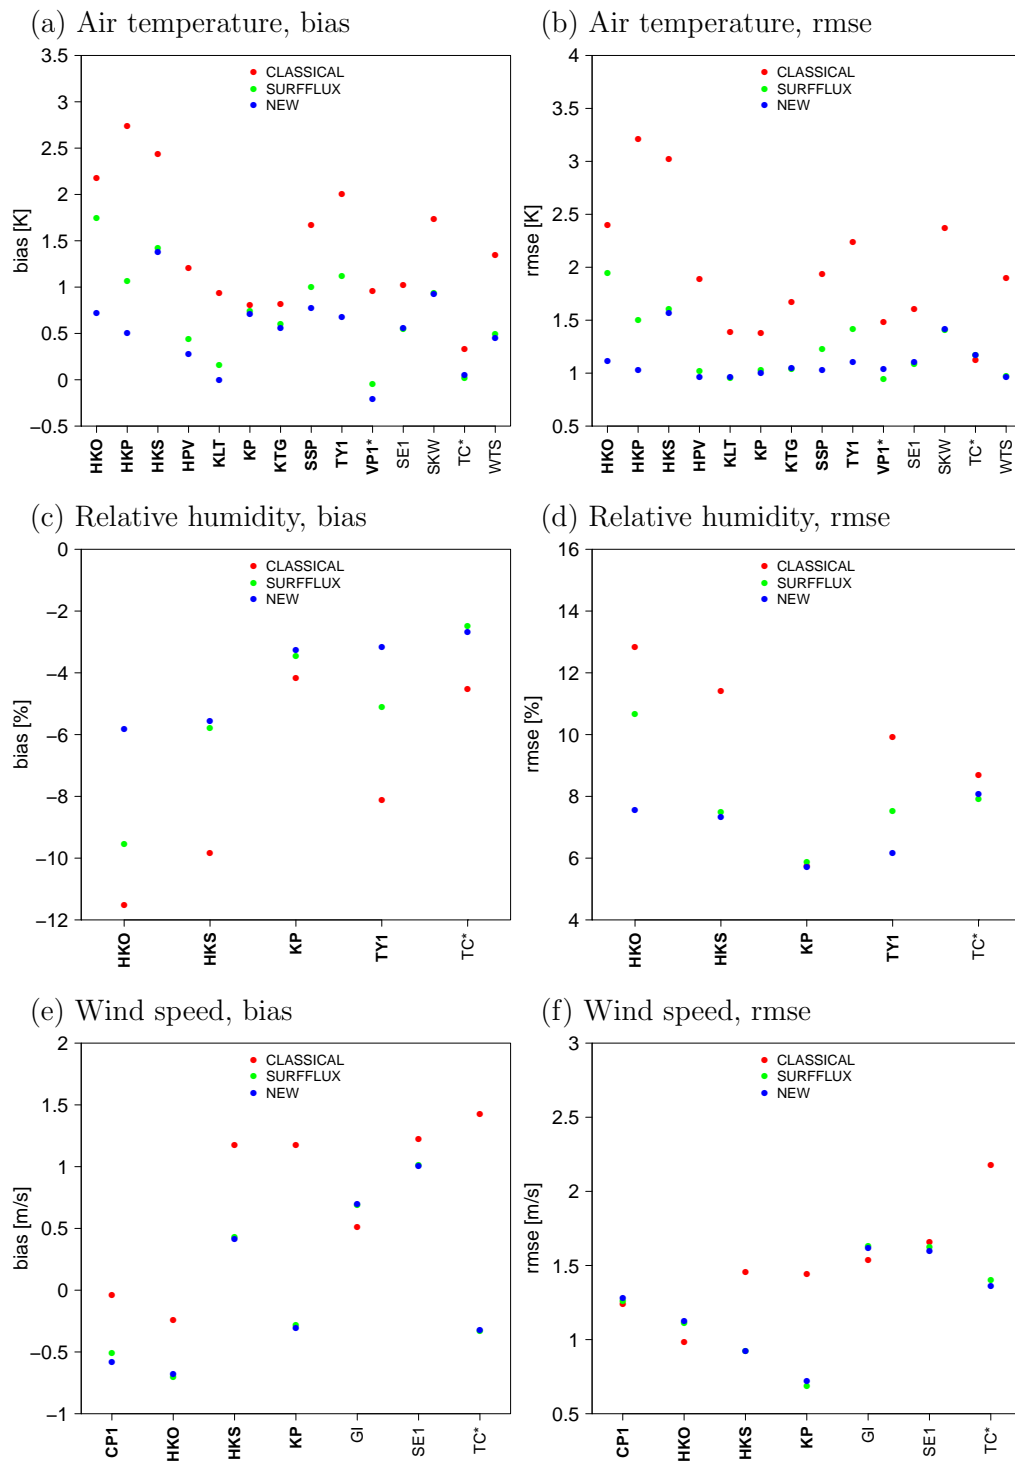 (a) Air temperature, bias
3.5
3
2.5
2
1.5
1
0.5
0
−0.5
bias [K]
CLASSICAL
SURFFLUX
NEW
HKO HKP HKS HPV KLT KP KTG SSP TY1 VP1* SE1 SKW TC* WTS
(b) Air temperature, rmse
4
3.5
3
2.5
2
1.5
1
0.5
rmse [K]
CLASSICAL
SURFFLUX
NEW
HKO HKP HKS HPV KLT KP KTG SSP TY1 VP1* SE1 SKW TC* WTS
(c) Relative humidity, bias
0
−2
−4
−6
−8
−10
−12
bias [%]
CLASSICAL
SURFFLUX
NEW
HKO HKS KP TY1 TC*
(d) Relative humidity, rmse
16
14
12
10
8
6
4
rmse [%]
CLASSICAL
SURFFLUX
NEW
HKO HKS KP TY1 TC*
(e) Wind speed, bias
2
1.5
1
0.5
0
−0.5
−1
bias [m/s]
CLASSICAL
SURFFLUX
NEW
CP1 HKO HKS KP GI SE1 TC*
(f) Wind speed, rmse
3
2.5
2
1.5
1
0.5
rmse [m/s]
CLASSICAL
SURFFLUX
NEW
CP1 HKO HKS KP GI SE1 TC*